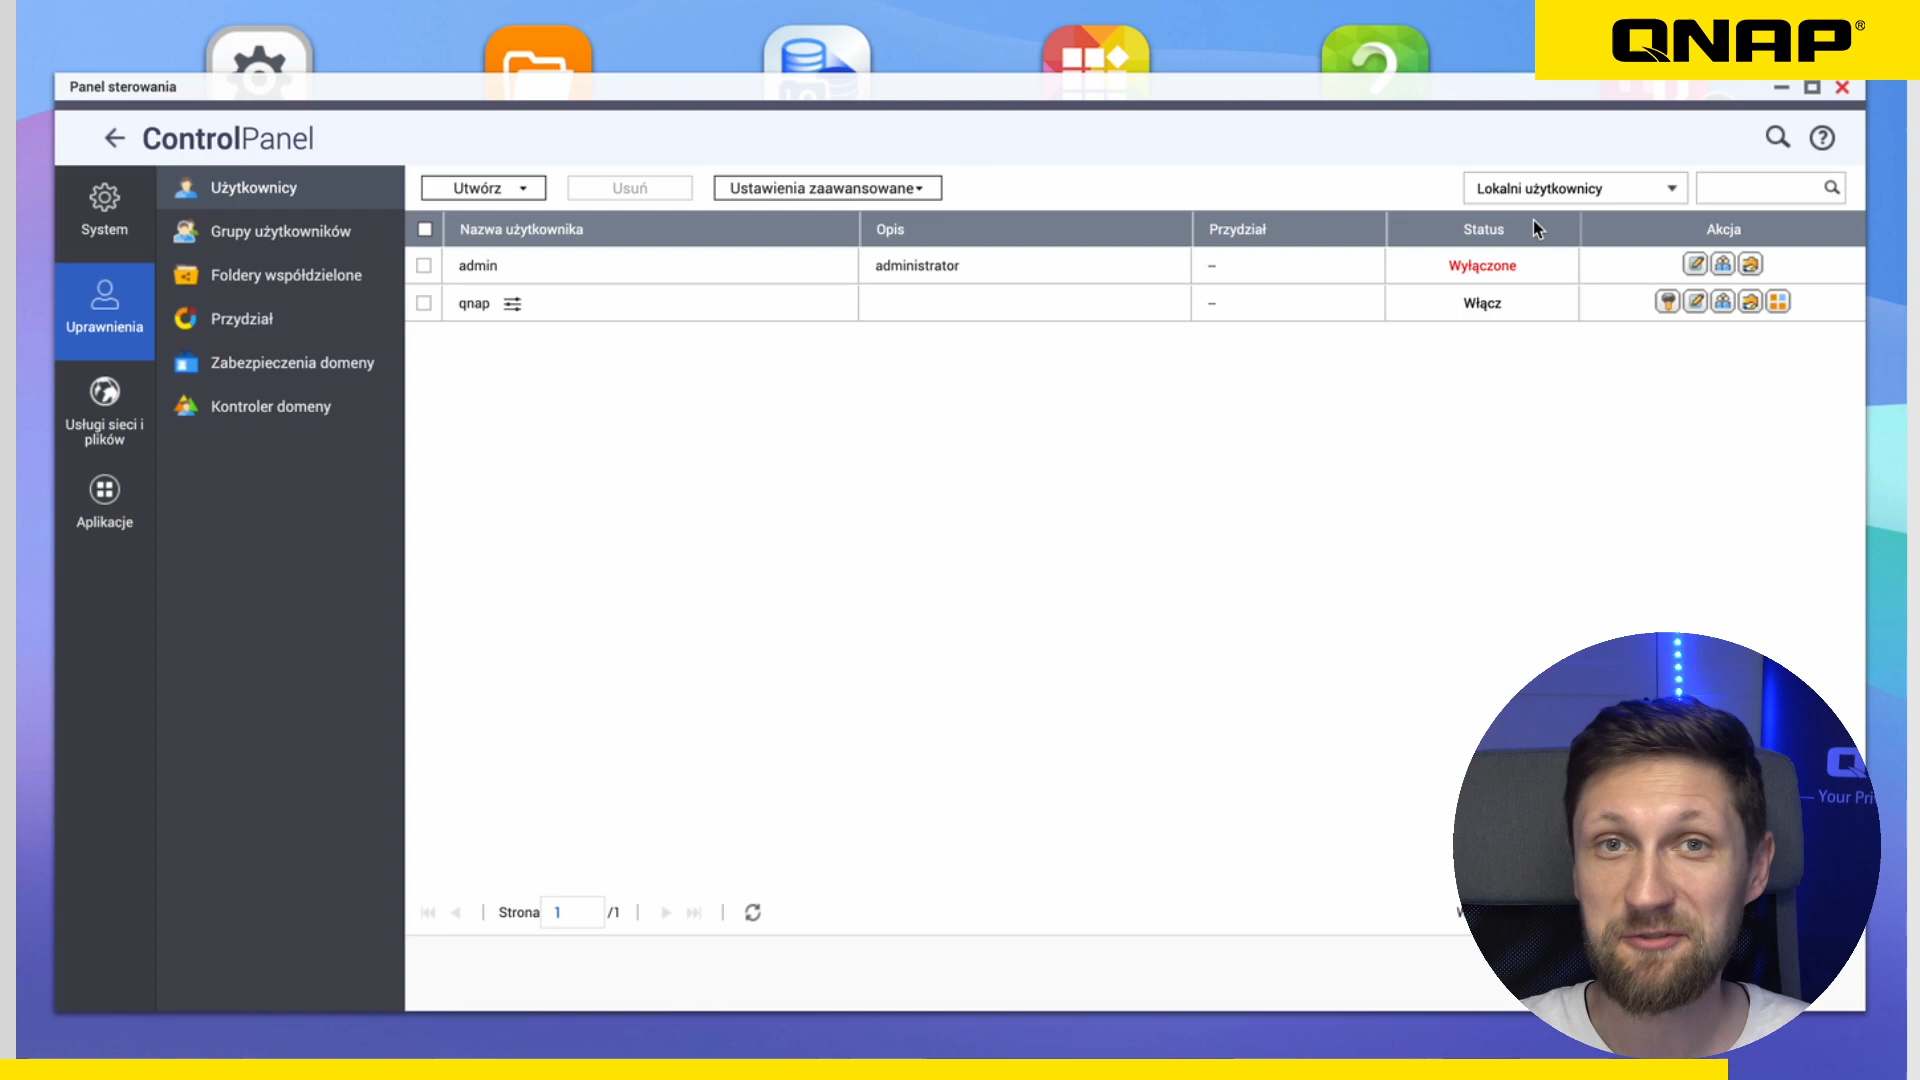 QNAP®
Panel sterowania
ControlPanel
System
Uprawnienia
Usługi sieci i
plików
Aplikacje
Użytkownicy
Grupy użytkowników
Foldery współdzielone
Przydział
Zabezpieczenia domeny
Kontroler domeny
Utwórz
Usuń
Ustawienia zaawansowane
Lokalni użytkownicy
Nazwa użytkownika Opis Przydział Status Akcja
admin administrator -- Wyłączone
qnap -- Włącz
Strona 1 /1
Your Pri